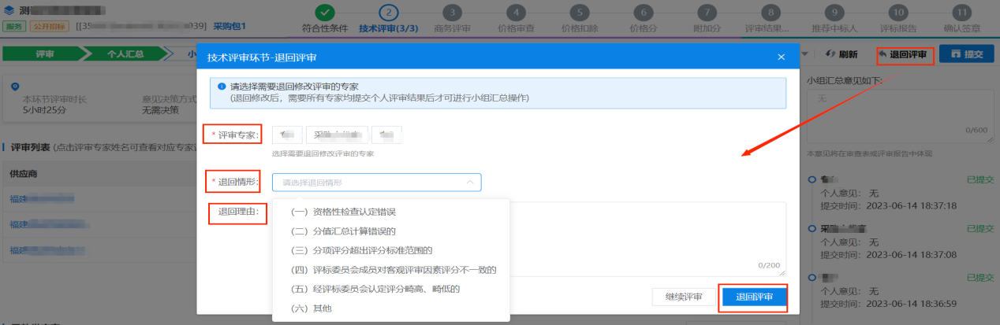 测
服务 公开招标 [[35 939] 采购包1
符合性条件
2 技术评审(3/3)
3 商务评审
4 价格审查
5 价格扣除
6 价格分
7 附加分
8 评审结果...
9 推荐中标人
10 评标报告
11 确认签章
评审 个人汇总 小
刷新 退回评审 提交
技术评审环节-退回评审
请选择需要退回修改评审的专家
(退回修改后，需要所有专家均提交个人评审结果后才可进行小组汇总操作)
* 评审专家:
选择需要退回修改评审的专家
* 退回情形: 请选择退回情形
退回理由:
（一）资格性检查认定错误
（二）分值汇总计算错误的
（三）分项评分超出评分标准范围的
（四）评标委员会成员对客观评审因素评分不一致的
（五）经评标委员会认定评分畸高、畸低的
（六）其他
0/200
继续评审 退回评审
本环节评审时长
5小时25分
意见决策方式
无需决策
评审列表 (点击评审专家姓名可查看对应专家
供应商
福建
福建
福建
小组汇总意见如下:
无
0/600
本意见将在审查表或评审报告中体现
已提交
个人意见： 无
提交时间：2023-06-14 18:37:18
已提交
个人意见： 无
提交时间：2023-06-14 18:37:08
已提交
个人意见： 无
提交时间：2023-06-14 18:36:59